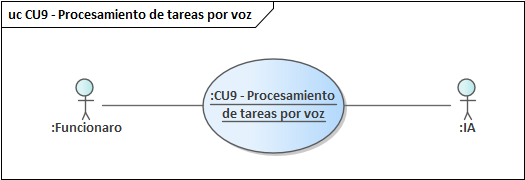 uc CU9 - Procesamiento de tareas por voz
:CU9 - Procesamiento
de tareas por voz
:Funcionaro
:IA